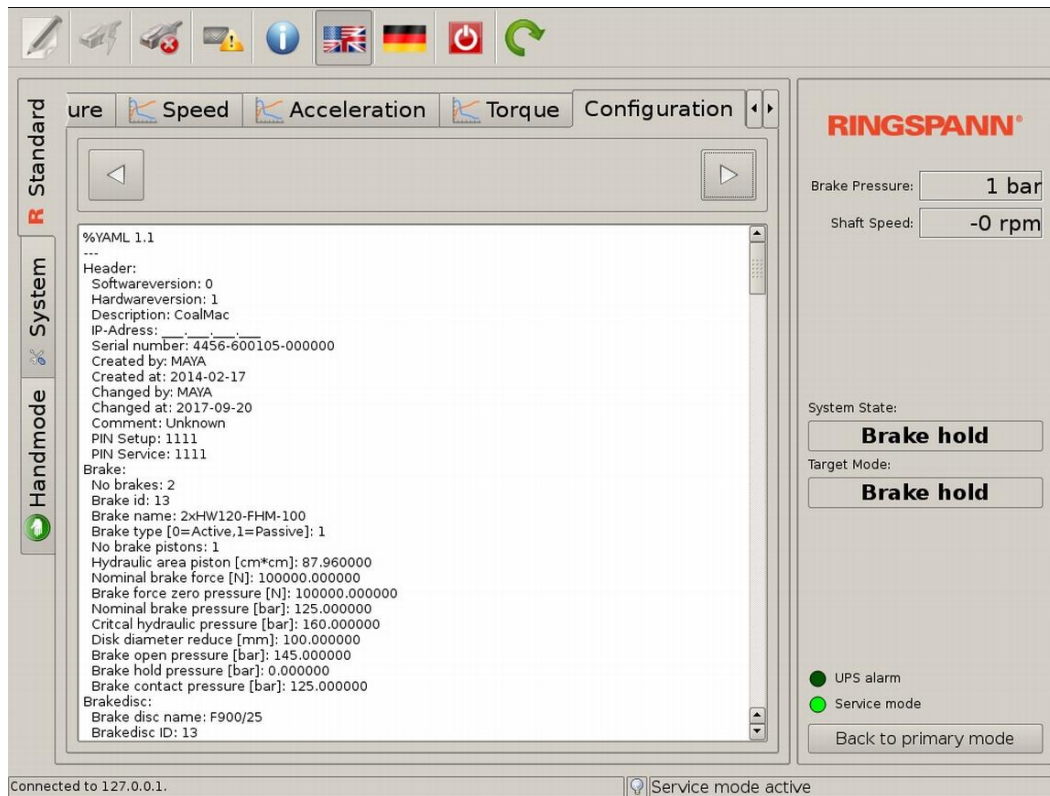 Standard
System
Handmode
ure
Speed
Acceleration
Torque
Configuration
%YAML 1.1
---
Header:
Softwareversion: 0
Hardwareversion: 1
Description: CoalMac
IP-Adress: ___.___.___.___
Serial number: 4456-600105-000000
Created by: MAYA
Created at: 2014-02-17
Changed by: MAYA
Changed at: 2017-09-20
Comment: Unknown
PIN Setup: 1111
PIN Service: 1111
Brake:
No brakes: 2
Brake id: 13
Brake name: 2xHW120-FHM-100
Brake type [0=Active,1=Passive]: 1
No brake pistons: 1
Hydraulic area piston [cm*cm]: 87.960000
Nominal brake force [N]: 100000.000000
Brake force zero pressure [N]: 100000.000000
Nominal brake pressure [bar]: 125.000000
Critcal hydraulic pressure [bar]: 160.000000
Disk diameter reduce [mm]: 100.000000
Brake open pressure [bar]: 145.000000
Brake hold pressure [bar]: 0.000000
Brake contact pressure [bar]: 125.000000
Brakedisc:
Brake disc name: F900/25
Brakedisc ID: 13
RINGSPANN®
Brake Pressure: 1 bar
Shaft Speed: -0 rpm
System State:
Brake hold
Target Mode:
Brake hold
UPS alarm
Service mode
Back to primary mode
Connected to 127.0.0.1.
Service mode active